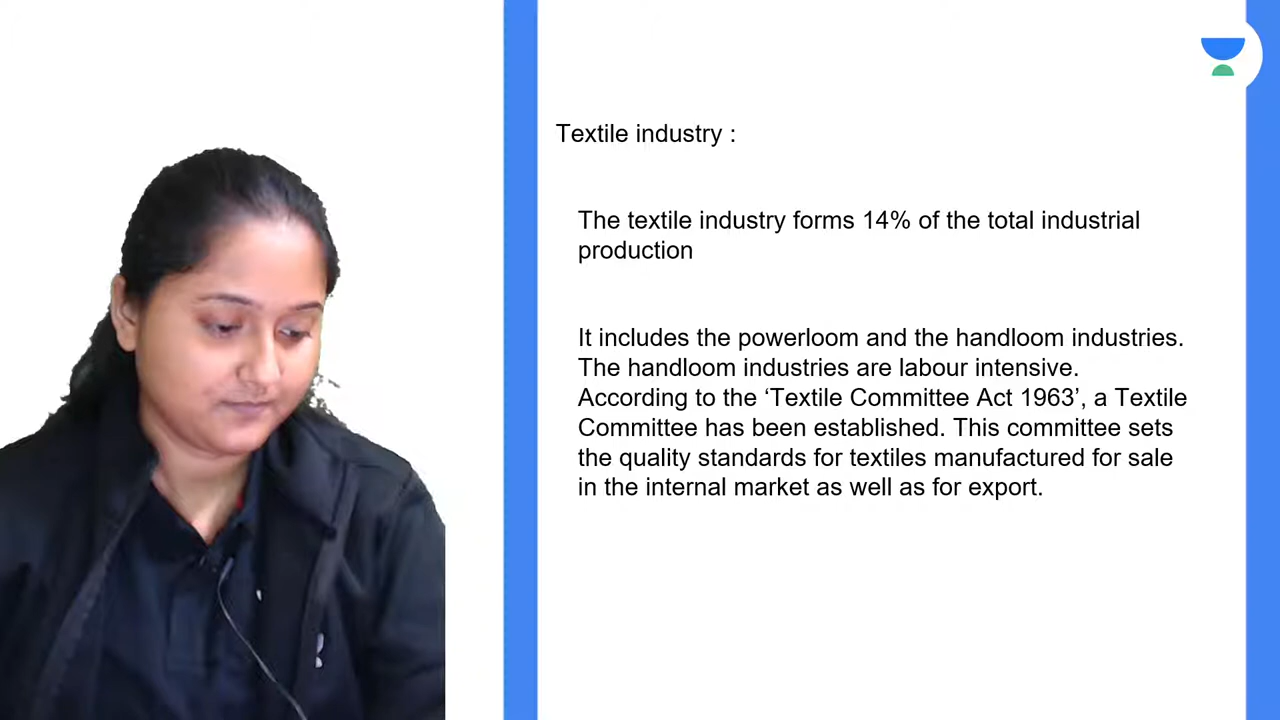 Textile industry :
The textile industry forms 14% of the total industrial
production
It includes the powerloom and the handloom industries.
The handloom industries are labour intensive.
According to the ‘Textile Committee Act 1963’, a Textile
Committee has been established. This committee sets
the quality standards for textiles manufactured for sale
in the internal market as well as for export.